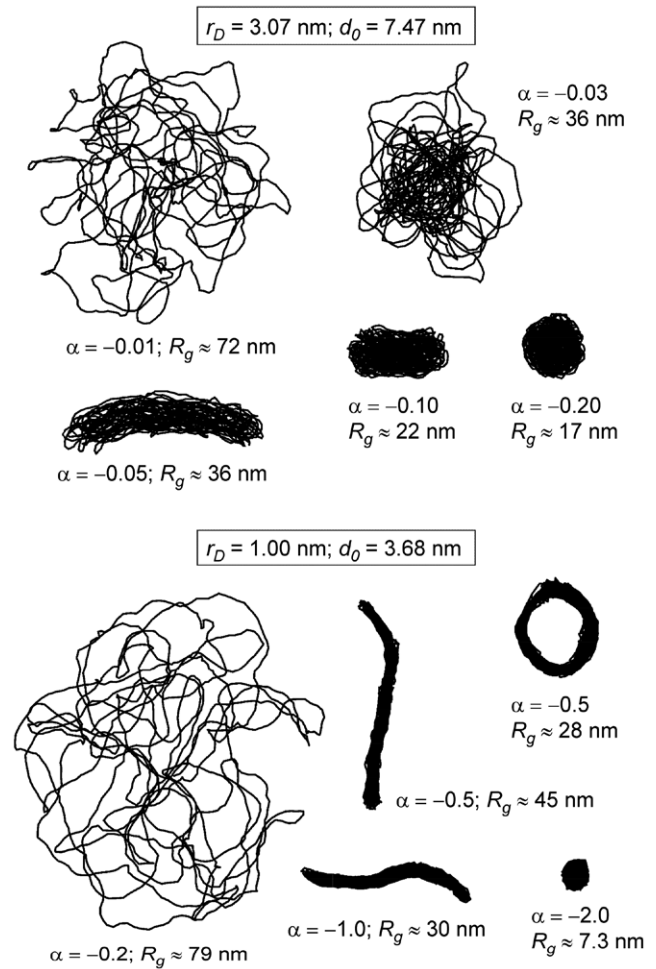 r_D = 3.07 nm; d_0 = 7.47 nm
α = −0.03
R_g ≈ 36 nm
α = −0.01; R_g ≈ 72 nm
α = −0.10
R_g ≈ 22 nm
α = −0.20
R_g ≈ 17 nm
α = −0.05; R_g ≈ 36 nm
r_D = 1.00 nm; d_0 = 3.68 nm
α = −0.5
R_g ≈ 28 nm
α = −0.5; R_g ≈ 45 nm
α = −1.0; R_g ≈ 30 nm
α = −2.0
R_g ≈ 7.3 nm
α = −0.2; R_g ≈ 79 nm